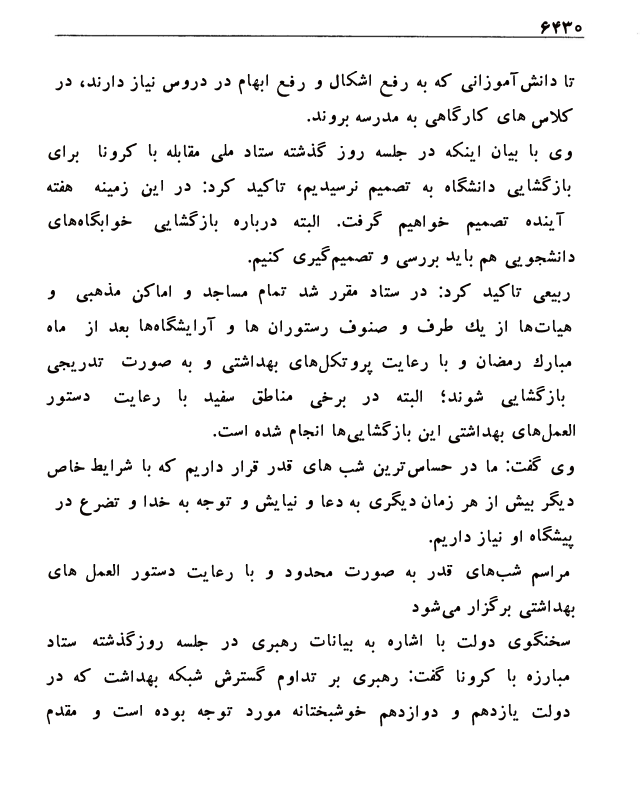 ۶۴۳۰
تا دانش‌آموزانی که به رفع اشکال و رفع ابهام در دروس نیاز دارند، در
کلاس های کارگاهی به مدرسه بروند.
وی با بیان اینکه در جلسه روز گذشته ستاد ملی مقابله با کرونا برای
بازگشایی دانشگاه به تصمیم نرسیدیم، تاکید کرد: در این زمینه هفته
آینده تصمیم خواهیم گرفت. البته درباره بازگشایی خوابگاه‌های
دانشجویی هم باید بررسی و تصمیم‌گیری کنیم.
ربیعی تاکید کرد: در ستاد مقرر شد تمام مساجد و اماکن مذهبی و
هیات‌ها از یك طرف و صنوف رستوران ها و آرایشگاه‌ها بعد از ماه
مبارك رمضان و با رعایت پروتکل‌های بهداشتی و به صورت تدریجی
بازگشایی شوند؛ البته در برخی مناطق سفید با رعایت دستور
العمل‌های بهداشتی این بازگشایی‌ها انجام شده است.
وی گفت: ما در حساس‌ترین شب های قدر قرار داریم که با شرایط خاص
دیگر بیش از هر زمان دیگری به دعا و نیایش و توجه به خدا و تضرع در
پیشگاه او نیاز داریم.
مراسم شب‌های قدر به صورت محدود و با رعایت دستور العمل های
بهداشتی برگزار می‌شود
سخنگوی دولت با اشاره به بیانات رهبری در جلسه روزگذشته ستاد
مبارزه با کرونا گفت: رهبری بر تداوم گسترش شبکه بهداشت که در
دولت یازدهم و دوازدهم خوشبختانه مورد توجه بوده است و مقدم